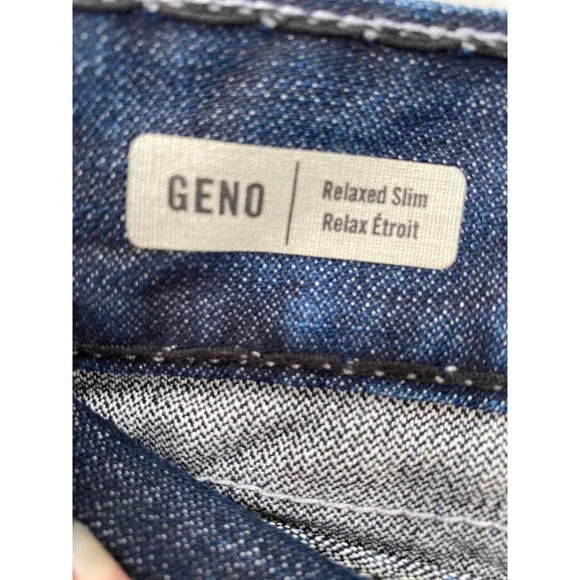 GENO
Relaxed Slim
Relax Étroit